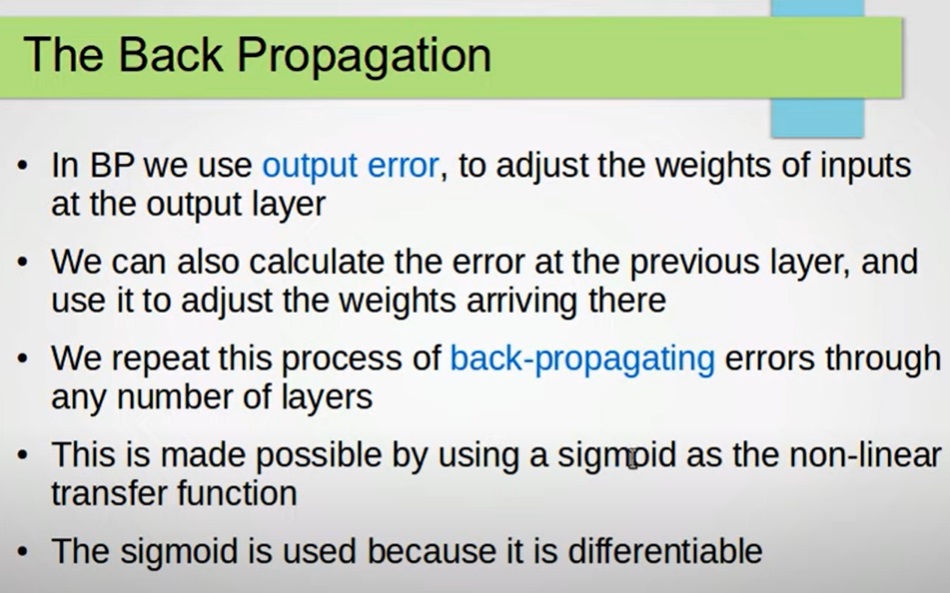 The Back Propagation
• In BP we use output error, to adjust the weights of inputs
at the output layer
• We can also calculate the error at the previous layer, and
use it to adjust the weights arriving there
• We repeat this process of back-propagating errors through
any number of layers
• This is made possible by using a sigmoid as the non-linear
transfer function
• The sigmoid is used because it is differentiable